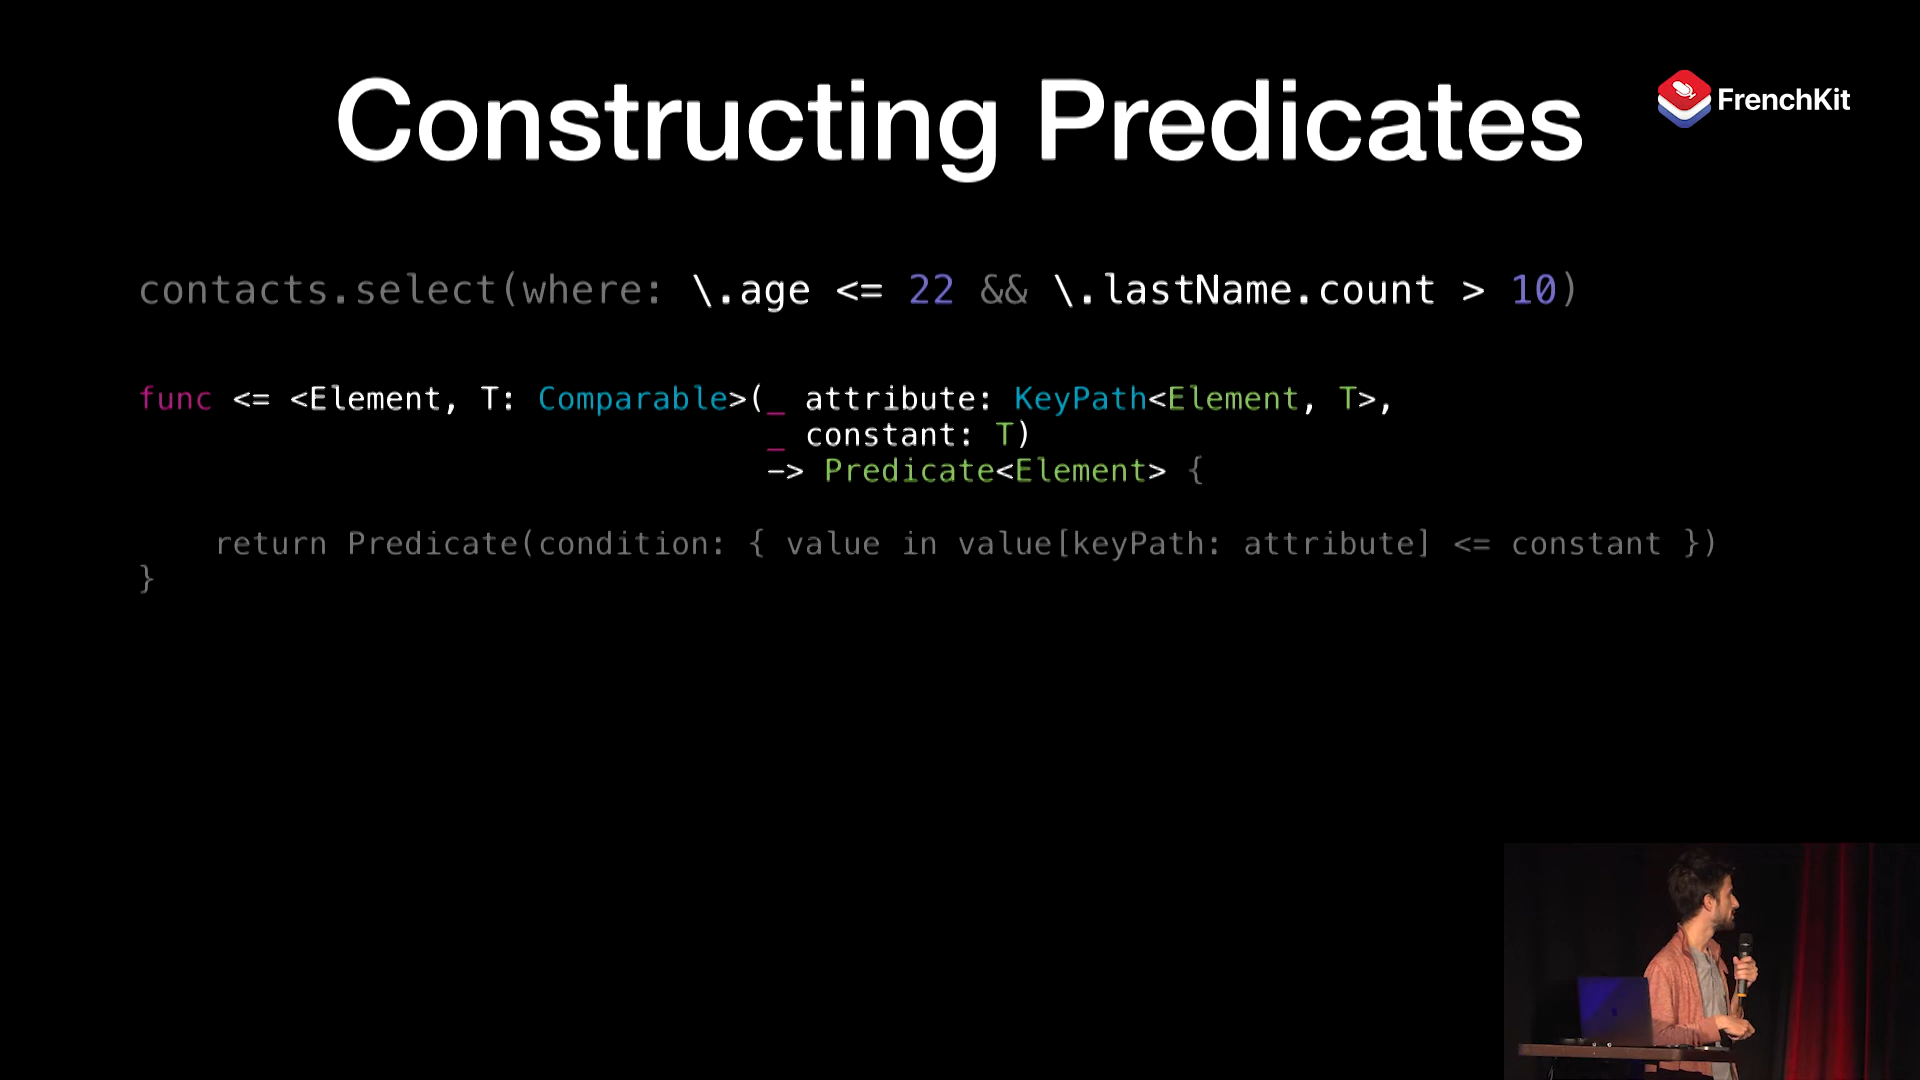 Constructing Predicates
FrenchKit
contacts.select(where: \.age <= 22 && \.lastName.count > 10)
func <= <Element, T: Comparable>(_ attribute: KeyPath<Element, T>,
_ constant: T)
-> Predicate<Element> {
return Predicate(condition: { value in value[keyPath: attribute] <= constant })
}